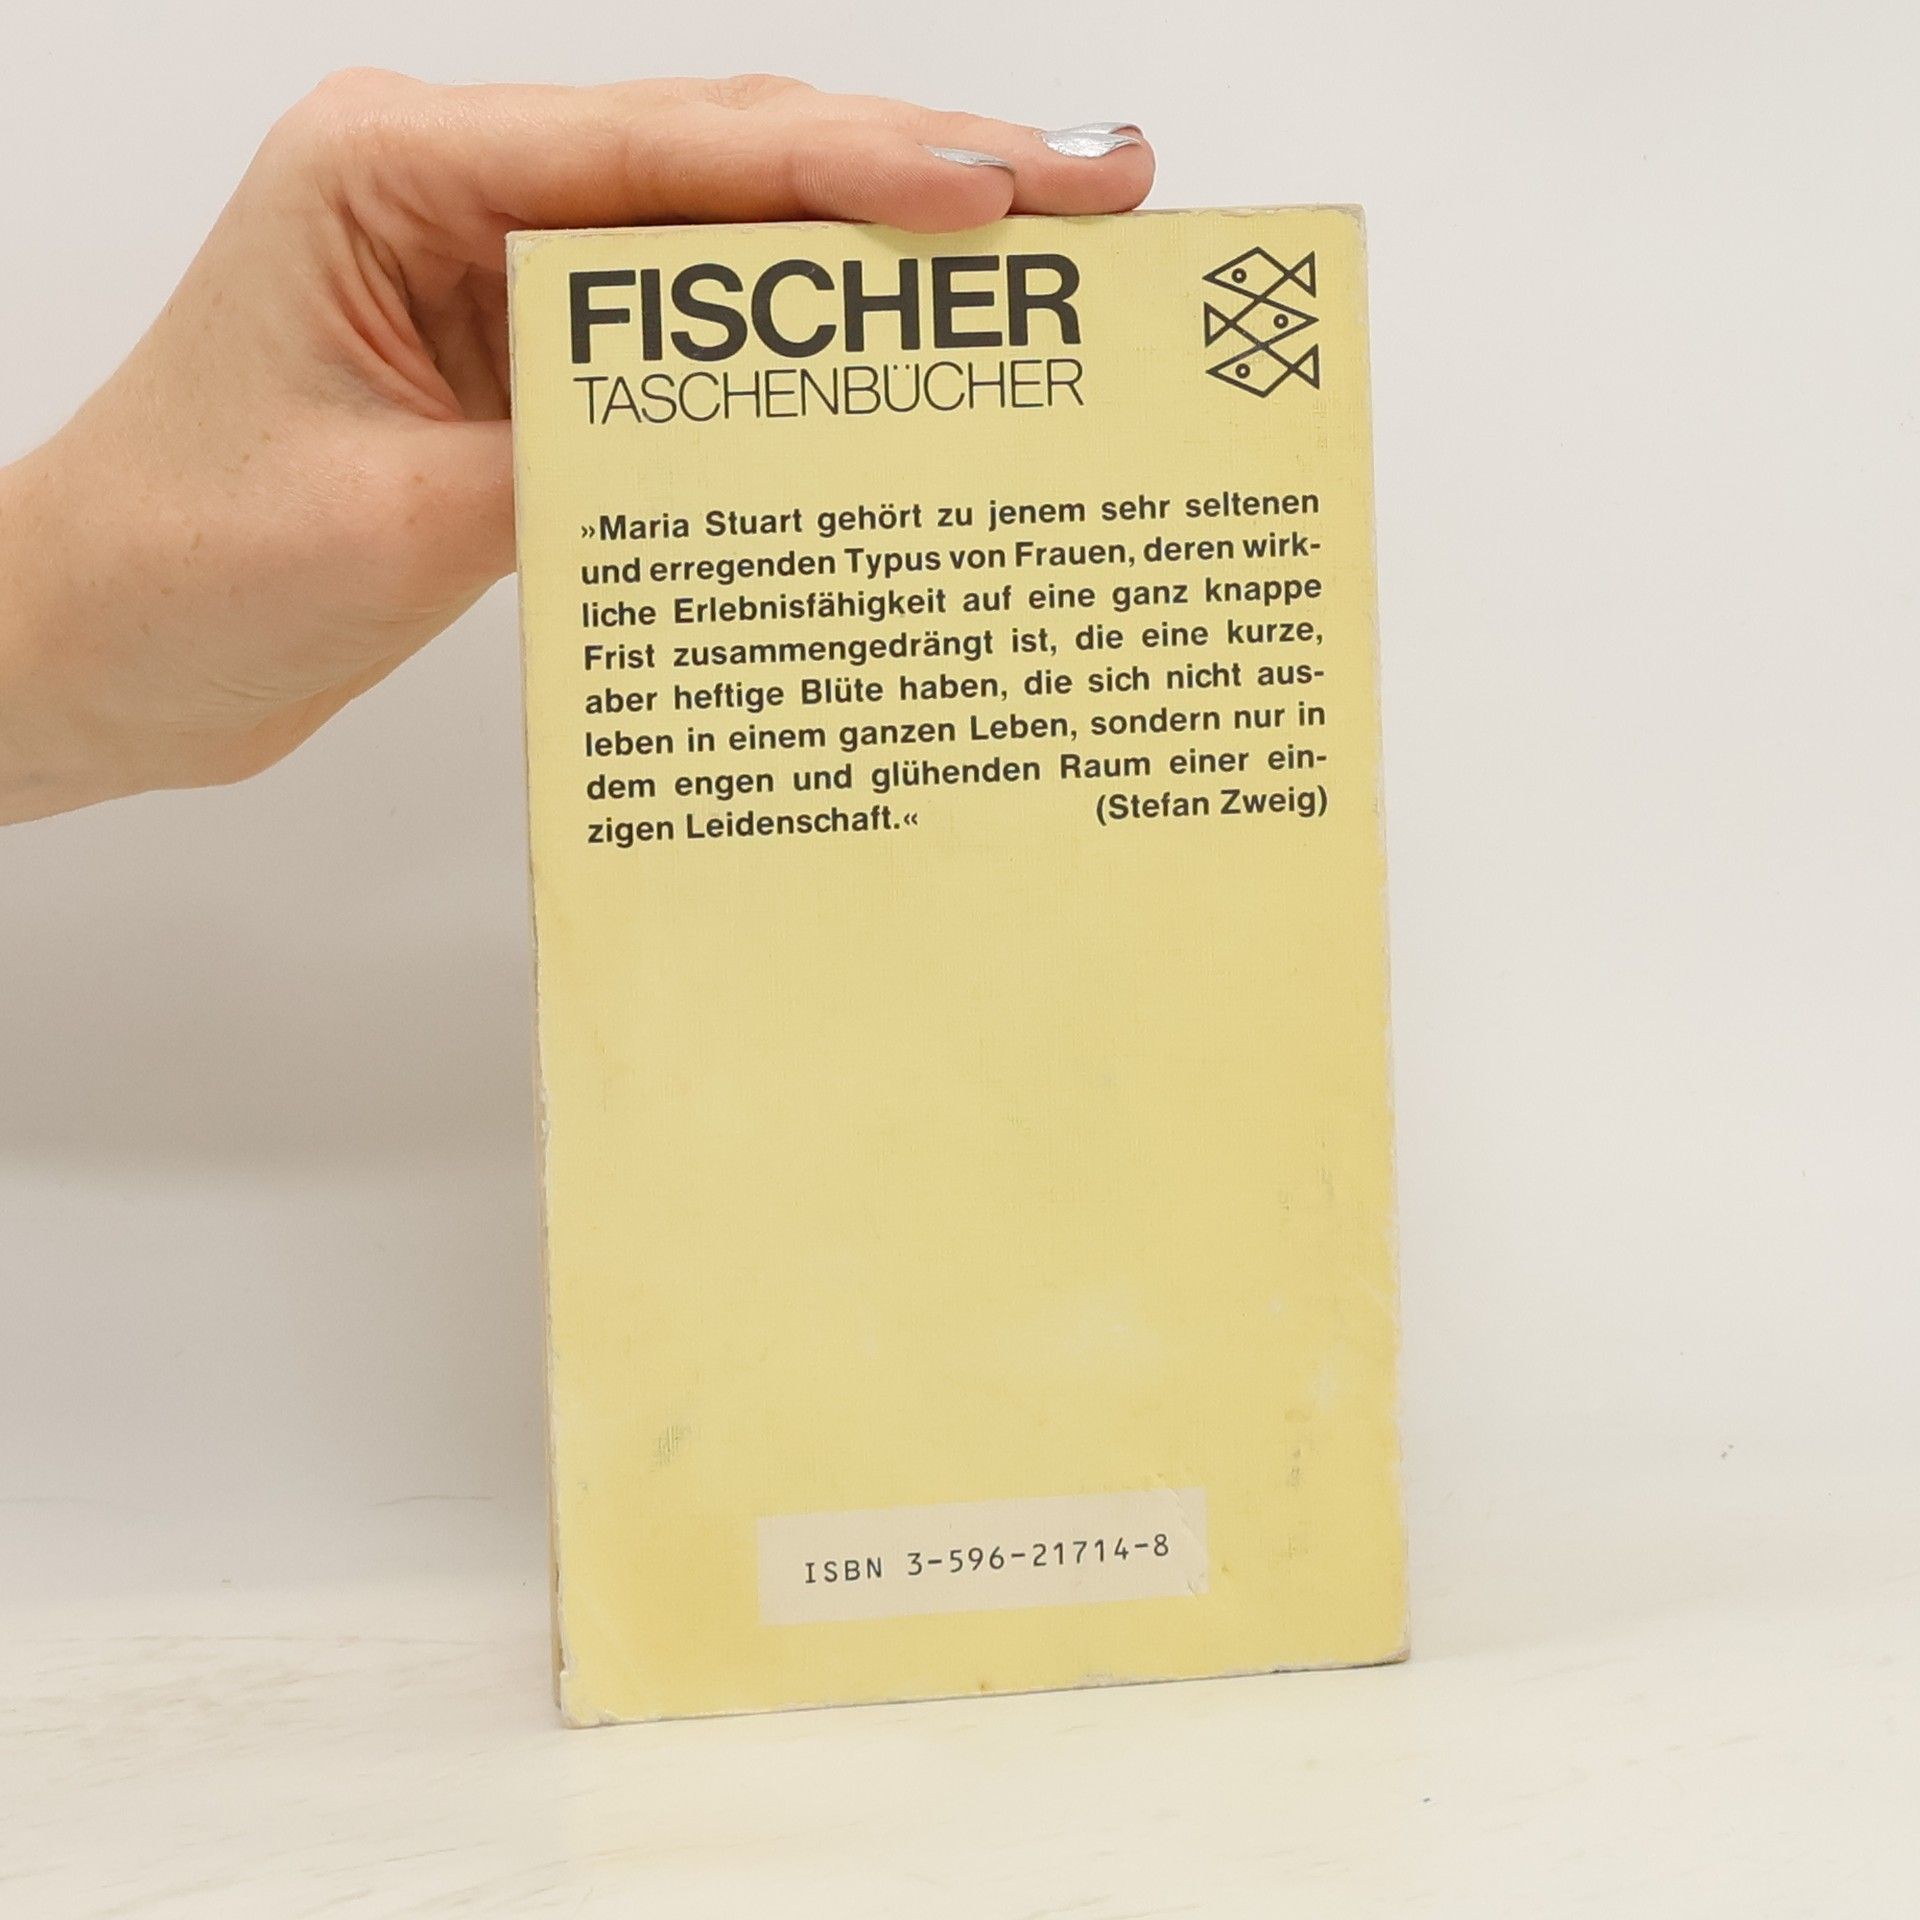 FISCHER
TASCHENBÜCHER
»Maria Stuart gehört zu jenem sehr seltenen
und erregenden Typus von Frauen, deren wirk-
liche Erlebnisfähigkeit auf eine ganz knappe
Frist zusammengedrängt ist, die eine kurze,
aber heftige Blüte haben, die sich nicht aus-
leben in einem ganzen Leben, sondern nur in
dem engen und glühenden Raum einer ein-
zigen Leidenschaft.« (Stefan Zweig)
ISBN 3-596-21714-8